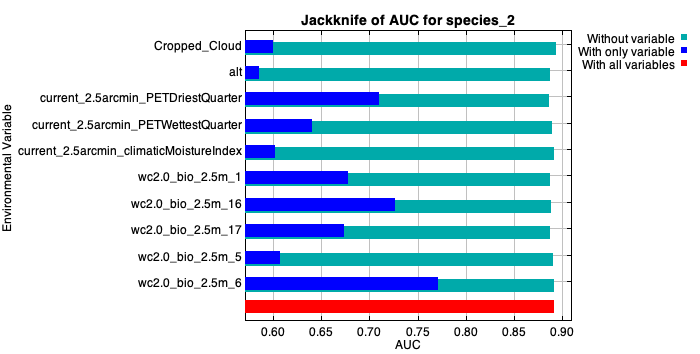 Jackknife of AUC for species_2
Without variable
With only variable
With all variables
Environmental Variable
Cropped_Cloud
alt
current_2.5arcmin_PETDriestQuarter
current_2.5arcmin_PETWettestQuarter
current_2.5arcmin_climaticMoistureIndex
wc2.0_bio_2.5m_1
wc2.0_bio_2.5m_16
wc2.0_bio_2.5m_17
wc2.0_bio_2.5m_5
wc2.0_bio_2.5m_6
0.60 0.65 0.70 0.75 0.80 0.85 0.90
AUC